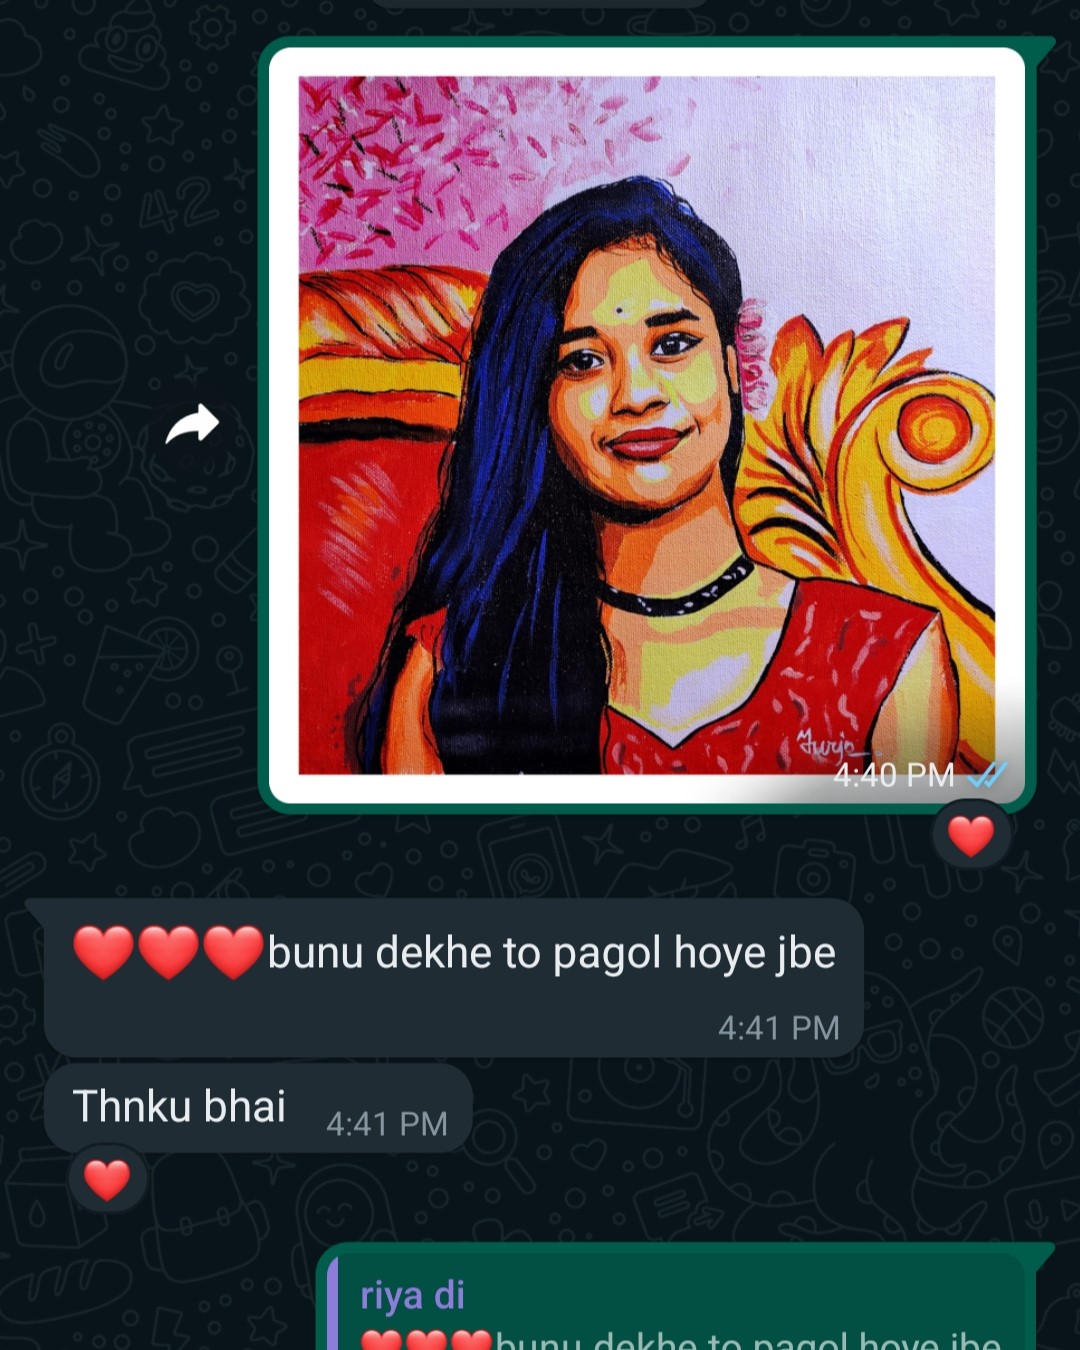 Turjo
4:40 PM
❤️❤️❤️bunu dekhe to pagol hoye jbe
4:41 PM
Thnku bhai
4:41 PM
riya di
❤️❤️❤️bunu dekhe to pagol hoye jbe